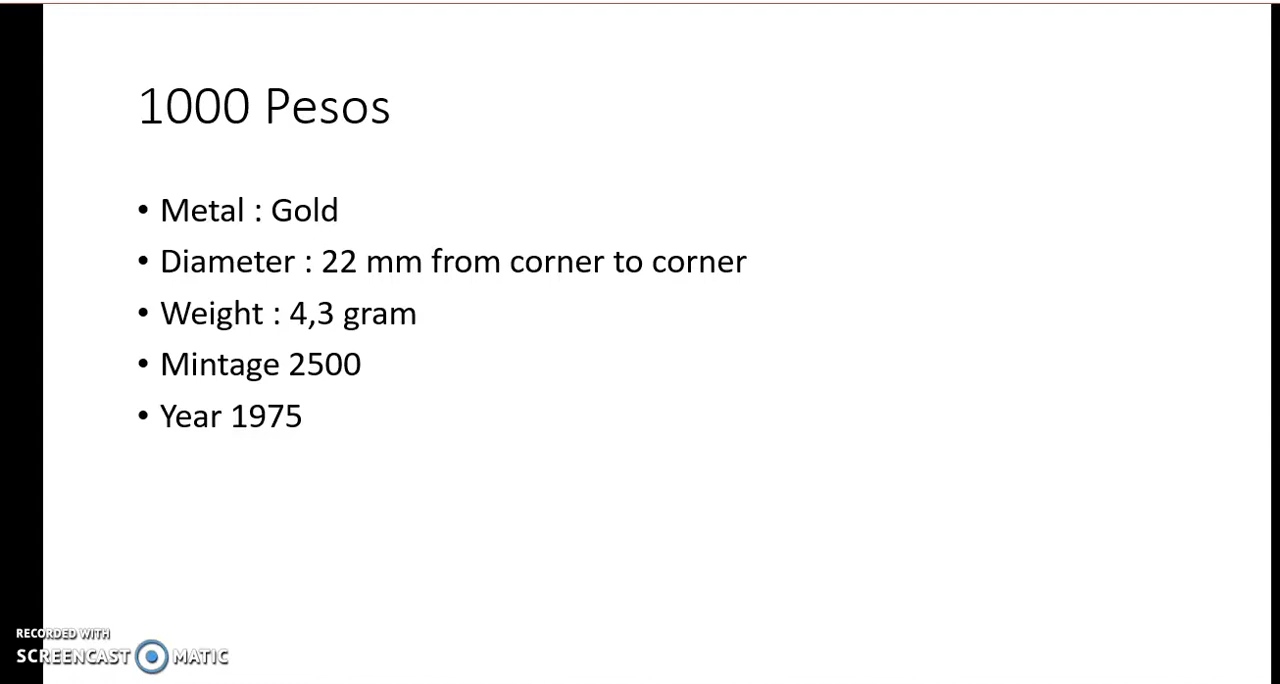 1000 Pesos
• Metal : Gold
• Diameter : 22 mm from corner to corner
• Weight : 4,3 gram
• Mintage 2500
• Year 1975
RECORDED WITH
SCREENCAST MATIC